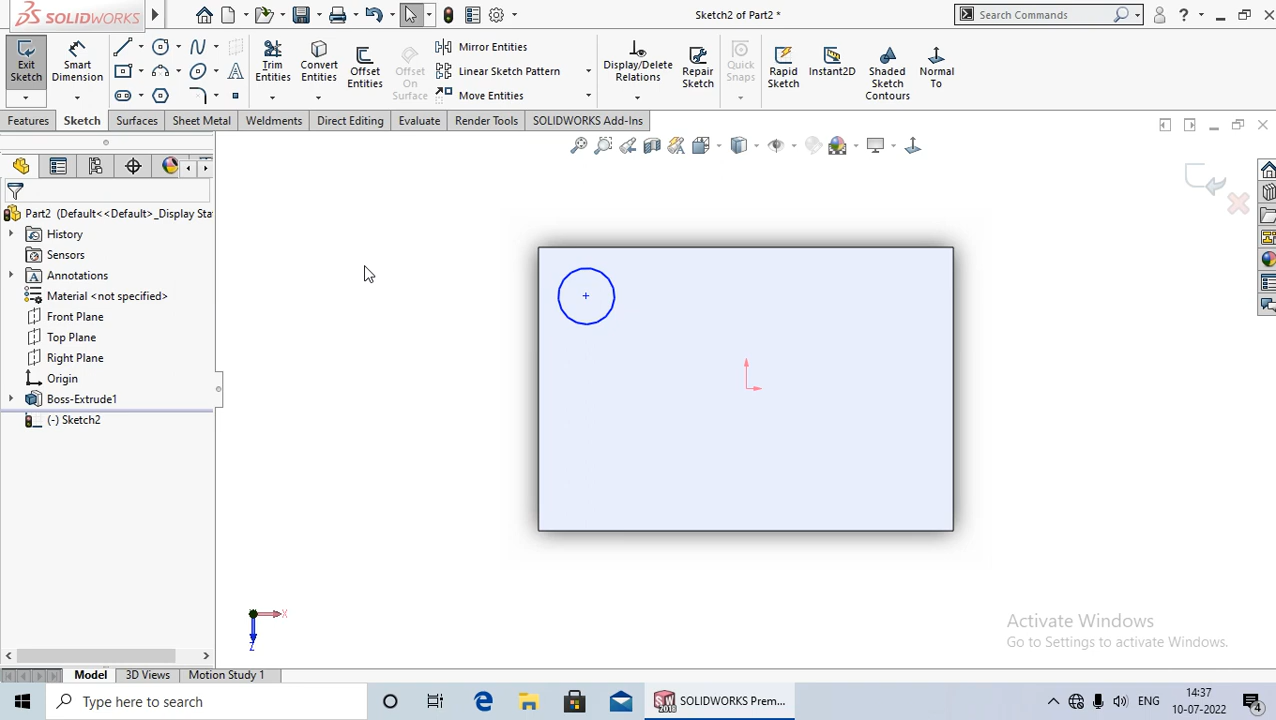 SOLIDWORKS
Sketch2 of Part2 *
Search Commands
?
Exit Sketch
Smart Dimension
Trim Entities
Convert Entities
Offset Entities
Offset On Surface
Mirror Entities
Linear Sketch Pattern
Move Entities
Display/Delete Relations
Repair Sketch
Quick Snaps
Rapid Sketch
Instant2D
Shaded Sketch Contours
Normal To
Features
Sketch
Surfaces
Sheet Metal
Weldments
Direct Editing
Evaluate
Render Tools
SOLIDWORKS Add-Ins
Part2 (Default<<Default>_Display Sta
History
Sensors
Annotations
Material <not specified>
Front Plane
Top Plane
Right Plane
Origin
Boss-Extrude1
(-) Sketch2
X
Z
Activate Windows
Go to Settings to activate Windows.
Model
3D Views
Motion Study 1
Type here to search
SW 2018
SOLIDWORKS Prem...
ENG
14:37
10-07-2022
4